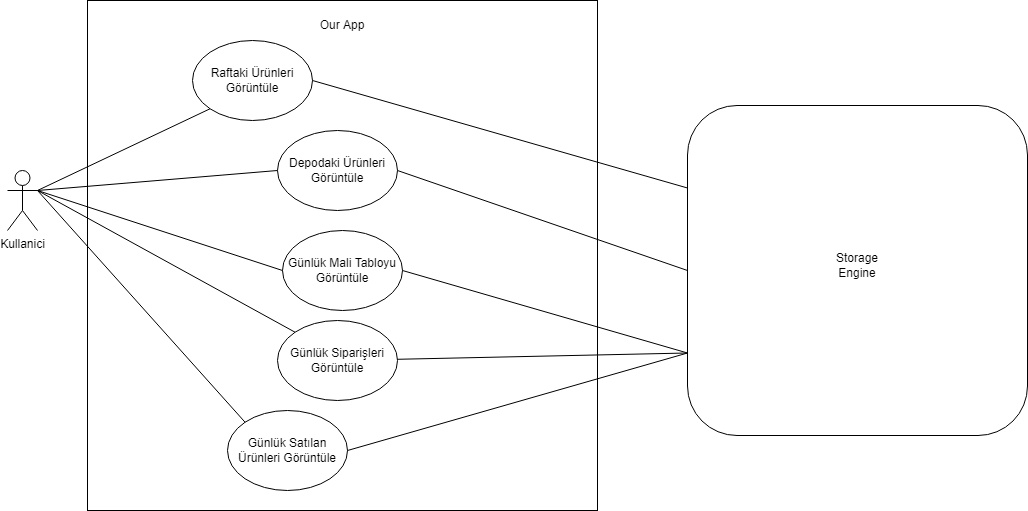 Our App
Raftaki Ürünleri
Görüntüle
Depodaki Ürünleri
Görüntüle
Kullanici
Günlük Mali Tabloyu
Görüntüle
Storage
Engine
Günlük Siparişleri
Görüntüle
Günlük Satılan
Ürünleri Görüntüle